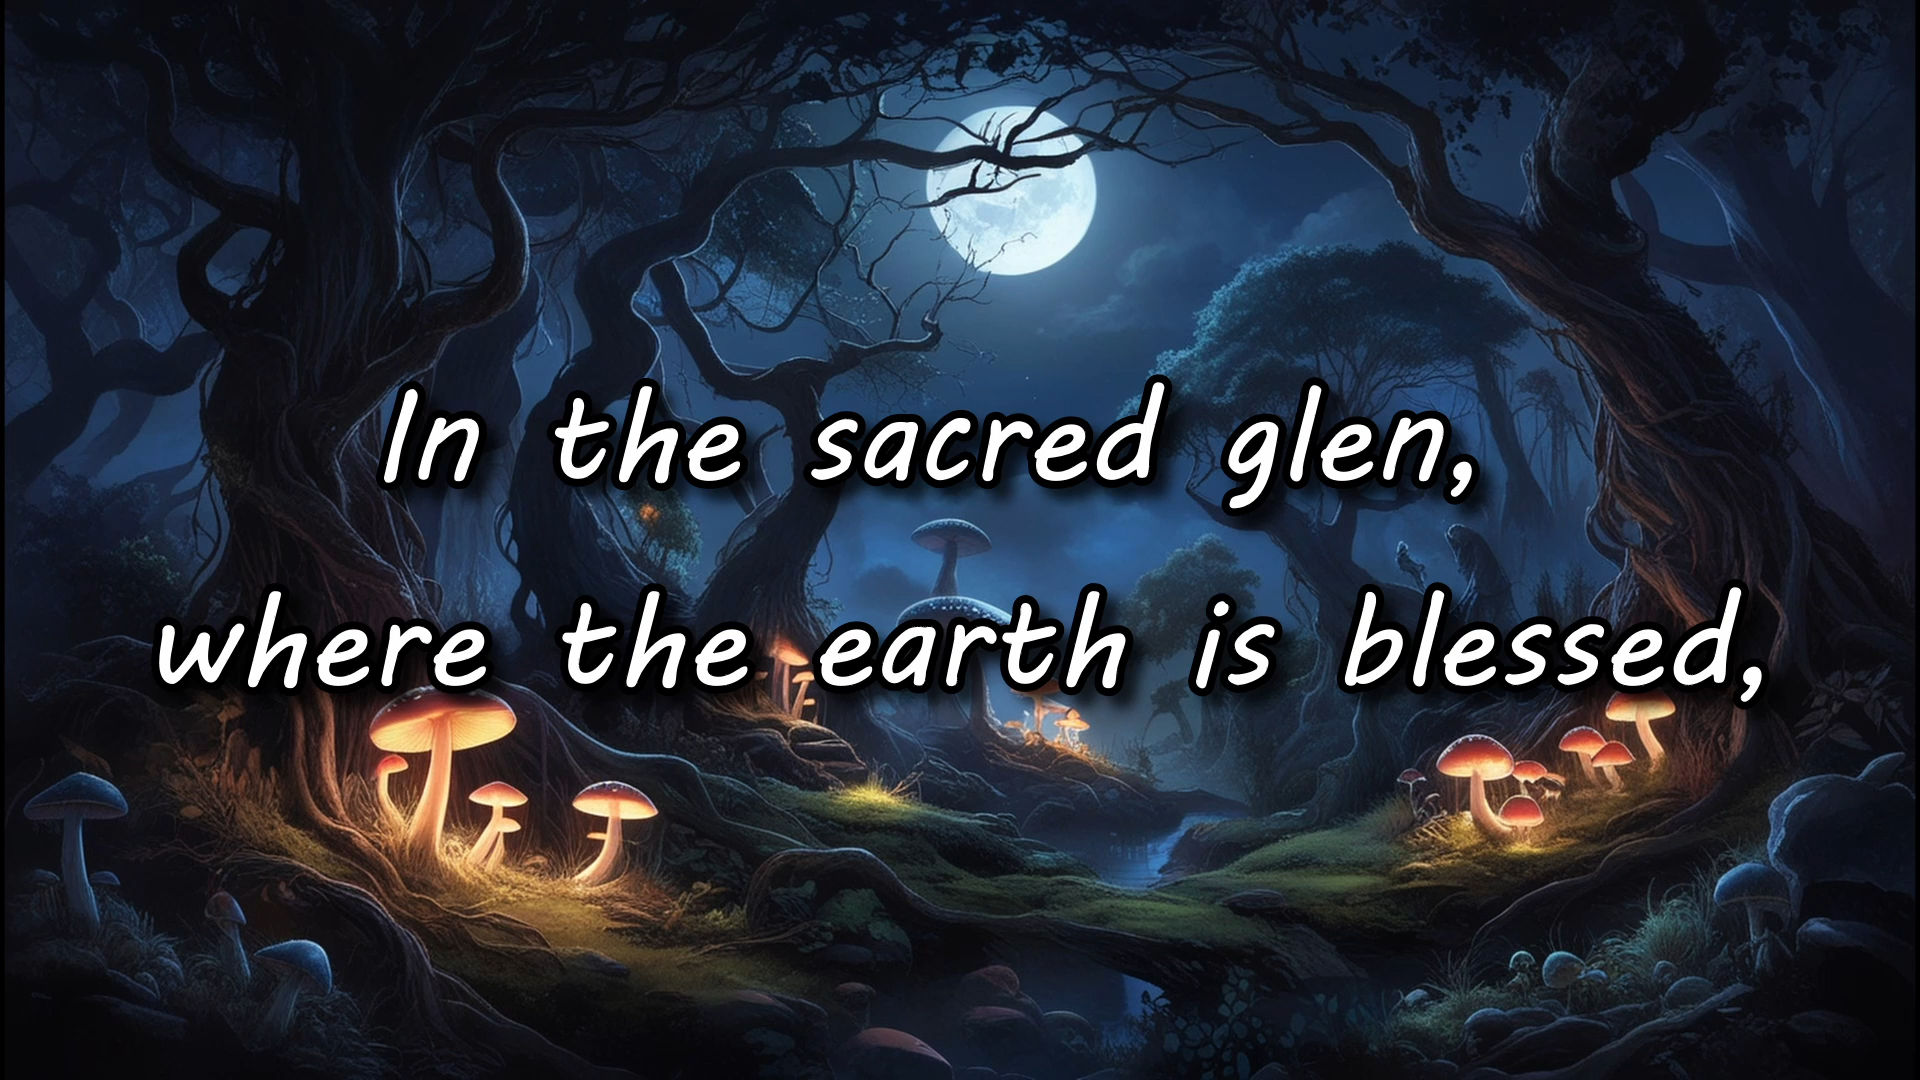 In the sacred glen,
where the earth is blessed,